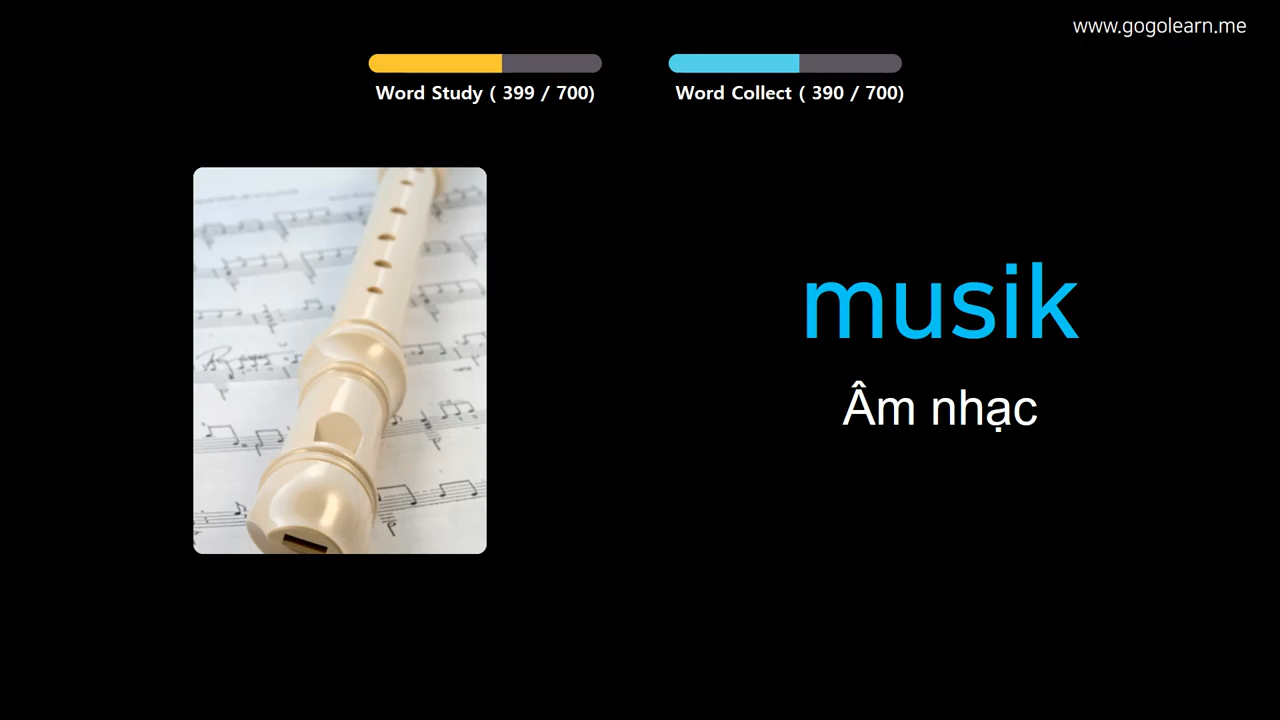 www.gogolearn.me
Word Study ( 399 / 700)
Word Collect ( 390 / 700)
musik
Âm nhạc